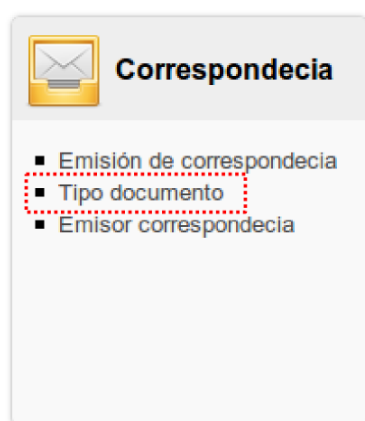 Correspondecia
Emisión de correspondecia
Tipo documento
Emisor correspondecia